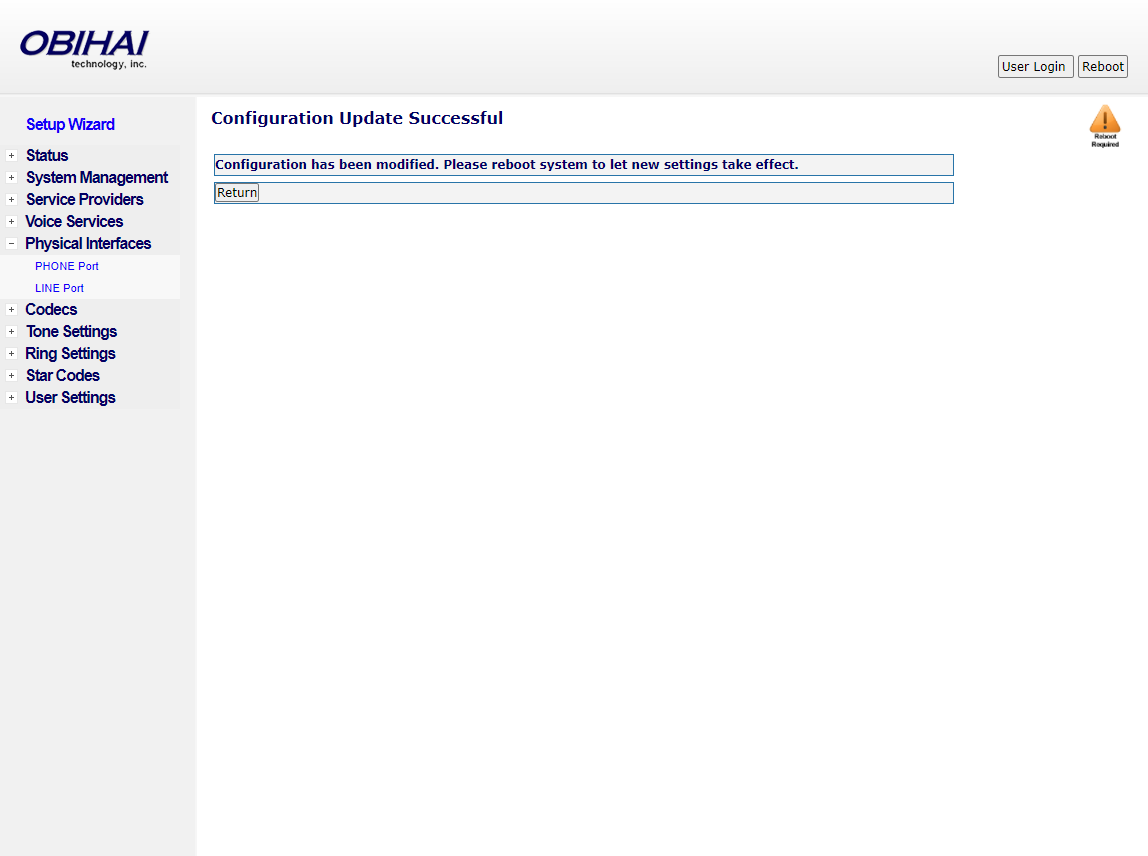 OBIHAI
technology, inc.
User Login Reboot
Setup Wizard
Status
System Management
Service Providers
Voice Services
Physical Interfaces
PHONE Port
LINE Port
Codecs
Tone Settings
Ring Settings
Star Codes
User Settings
Configuration Update Successful
Reboot
Required
Configuration has been modified. Please reboot system to let new settings take effect.
Return